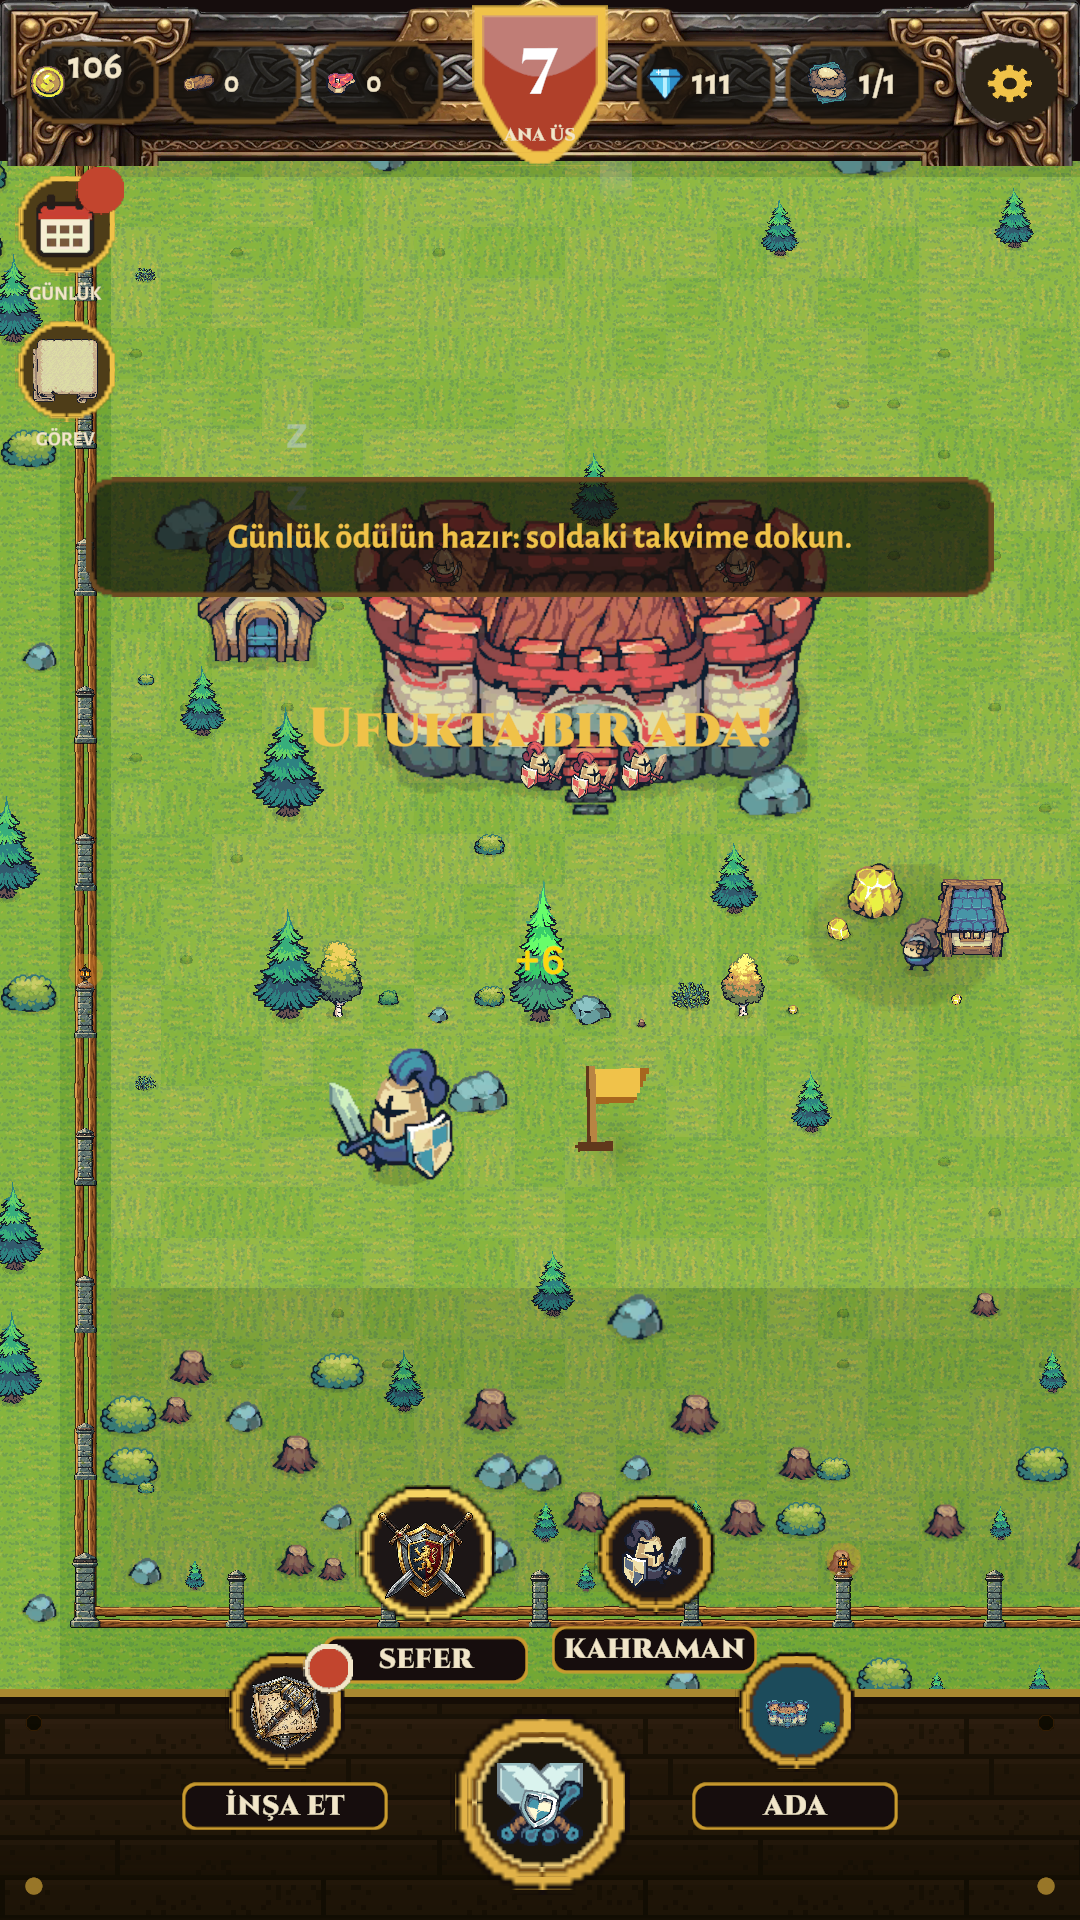 106
0
0
7
ANA ÜS
111
1/1
GÜNLÜK
GÖREV
Z
Z
Günlük ödülün hazır: soldaki takvime dokun.
UFUKTA BIR ADA!
+6
SEFER
KAHRAMAN
İNŞA ET
ADA